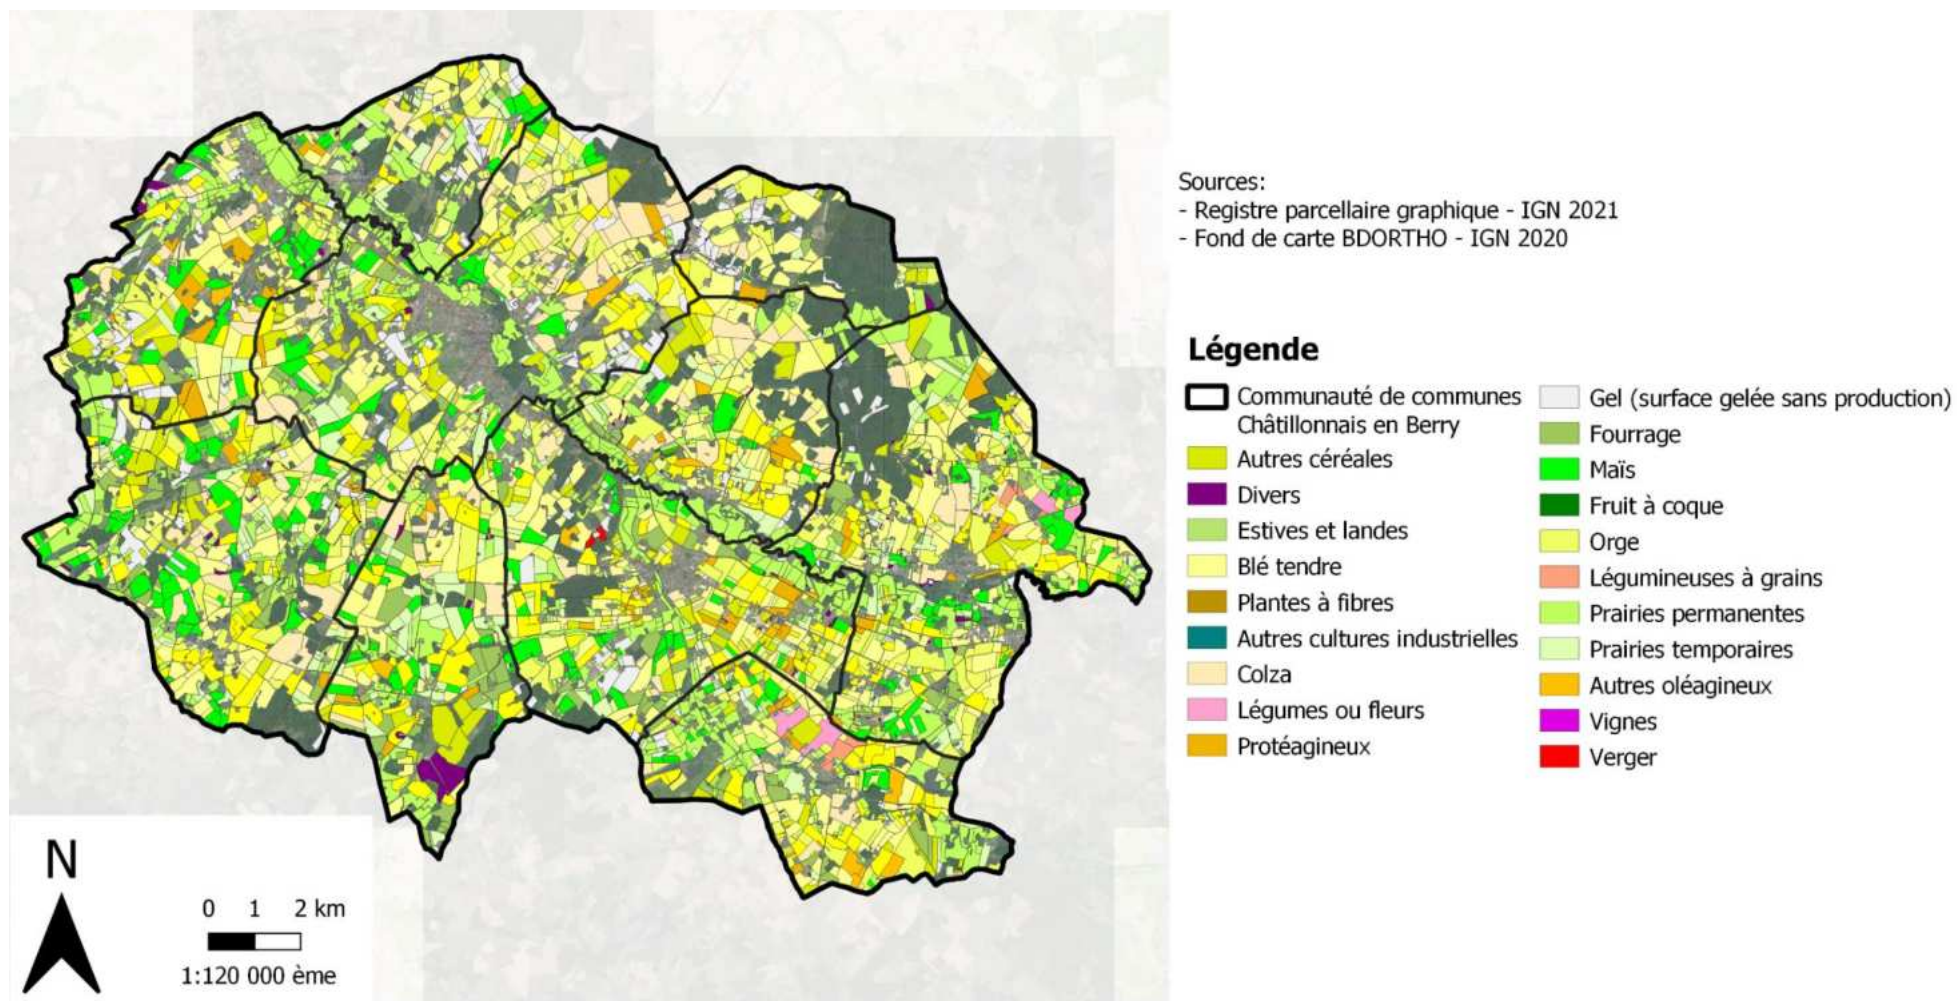 Sources:
- Registre parcellaire graphique - IGN 2021
- Fond de carte BDORTHO - IGN 2020
Légende
Communauté de communes
Châtillonnais en Berry
Autres céréales
Divers
Estives et landes
Blé tendre
Plantes à fibres
Autres cultures industrielles
Colza
Légumes ou fleurs
Protéagineux
Gel (surface gelée sans production)
Fourrage
Maïs
Fruit à coque
Orge
Légumineuses à grains
Prairies permanentes
Prairies temporaires
Autres oléagineux
Vignes
Verger
N
0 1 2 km
1:120 000 ème